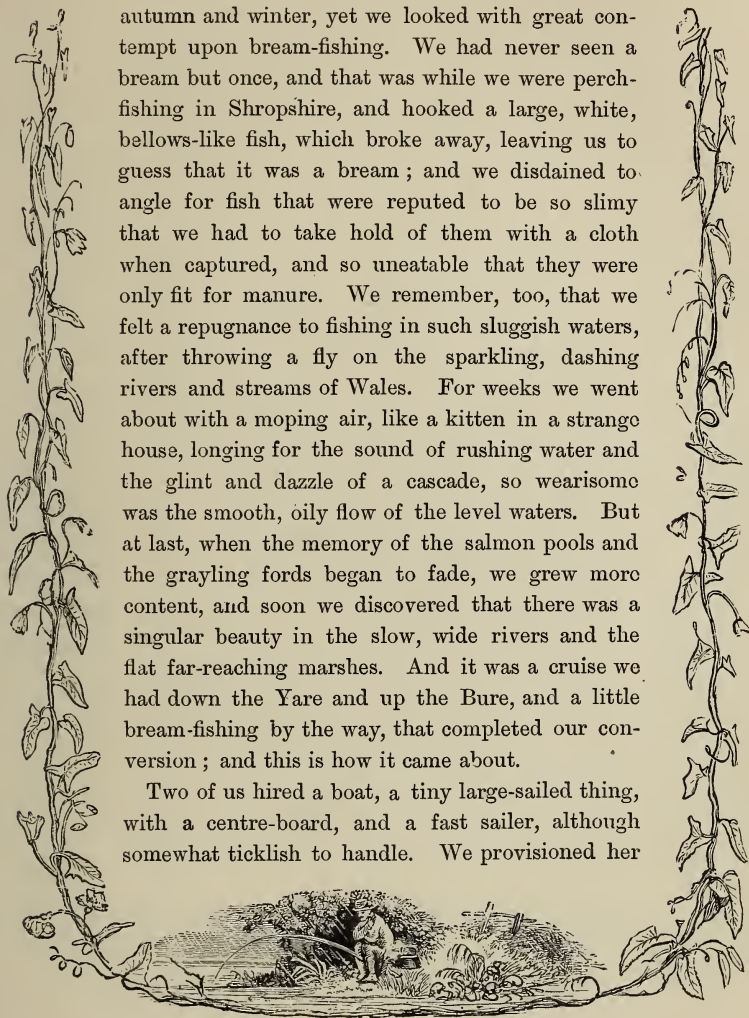 autumn and winter, yet we looked with great con-
tempt upon bream-fishing. We had never seen a
bream but once, and that was while we were perch-
fishing in Shropshire, and hooked a large, white,
bellows-like fish, which broke away, leaving us to
guess that it was a bream ; and we disdained to
angle for fish that were reputed to be so slimy
that we had to take hold of them with a cloth
when captured, and so uneatable that they were
only fit for manure. We remember, too, that we
felt a repugnance to fishing in such sluggish waters,
after throwing a fly on the sparkling, dashing
rivers and streams of Wales. For weeks we went
about with a moping air, like a kitten in a strange
house, longing for the sound of rushing water and
the glint and dazzle of a cascade, so wearisome
was the smooth, oily flow of the level waters. But
at last, when the memory of the salmon pools and
the grayling fords began to fade, we grew more
content, and soon we discovered that there was a
singular beauty in the slow, wide rivers and the
flat far-reaching marshes. And it was a cruise we
had down the Yare and up the Bure, and a little
bream-fishing by the way, that completed our con-
version ; and this is how it came about.
Two of us hired a boat, a tiny large-sailed thing,
with a centre-board, and a fast sailer, although
somewhat ticklish to handle. We provisioned her